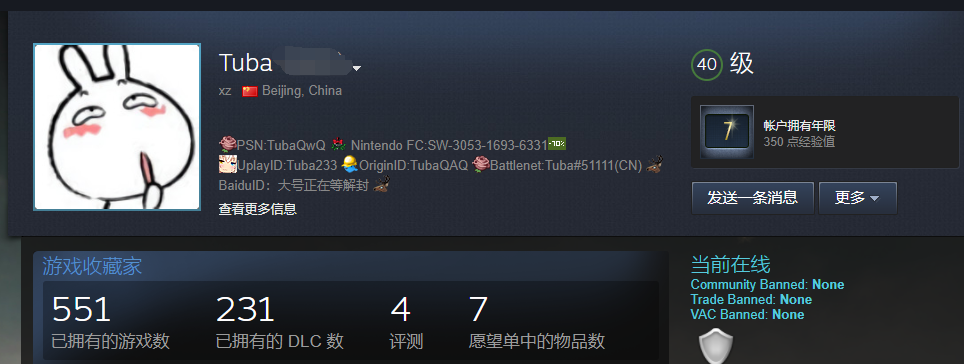 Tuba
xz Beijing, China
PSN:TubaQwQ Nintendo FC:SW-3053-1693-6331 -10%
UplayID:Tuba233 OriginID:TubaQAQ Battlenet:Tuba#51111(CN)
BaiduID：大号正在等解封
查看更多信息
40 级
7
帐户拥有年限
350 点经验值
发送一条消息 更多
游戏收藏家
551 231 4 7
已拥有的游戏数 已拥有的 DLC 数 评测 愿望单中的物品数
当前在线
Community Banned: None
Trade Banned: None
VAC Banned: None